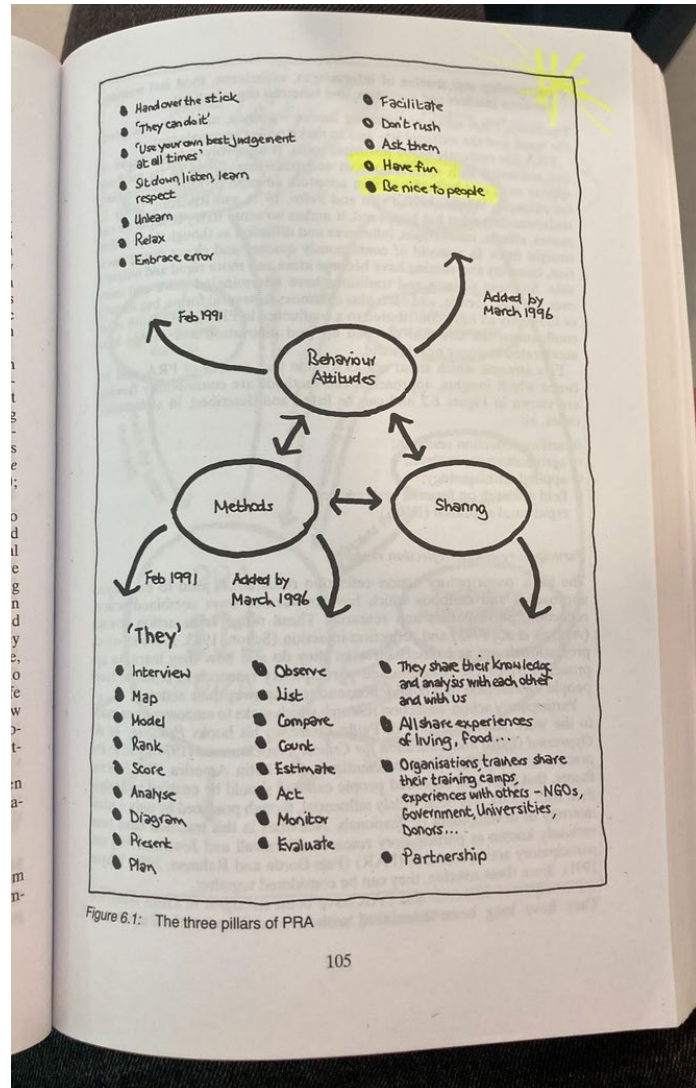 • Hand over the stick
• 'They can do it'
• 'Use your own best judgement
at all times'
• Sit down, listen, learn
respect
• Unlearn
• Relax
• Embrace error
• Facilitate
• Don't rush
• Ask them
• Have fun
• Be nice to people
Feb 1991
Added by
March 1996
Behaviour
Attitudes
Methods
Sharing
Feb 1991
Added by
March 1996
'They'
• Interview
• Map
• Model
• Rank
• Score
• Analyse
• Diagram
• Present
• Plan
• Observe
• List
• Compare
• Count
• Estimate
• Act
• Monitor
• Evaluate
• They share their knowledge
and analysis with each other
and with us
• All share experiences
of living, food...
• Organisations, trainers share
their training camps,
experiences with others – NGOs,
Government, Universities,
Donors...
• Partnership
Figure 6.1: The three pillars of PRA
105